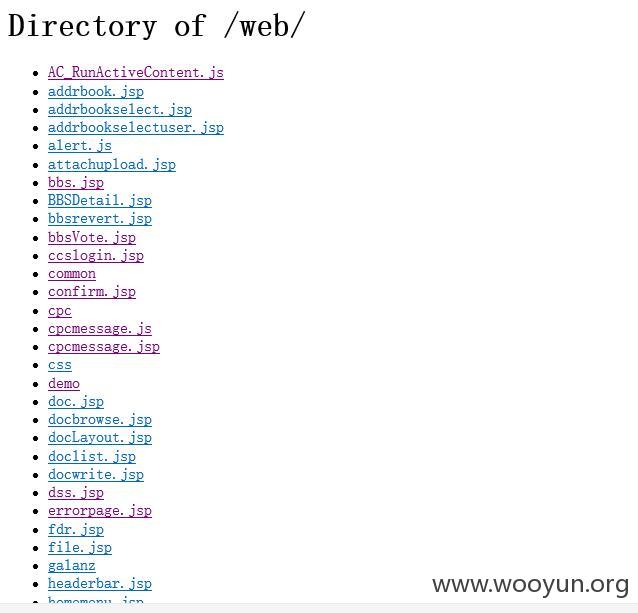 Directory of /web/
AC_RunActiveContent.js
addrbook.jsp
addrbookselect.jsp
addrbookselectuser.jsp
alert.js
attachupload.jsp
bbs.jsp
BBSDetail.jsp
bbsrevert.jsp
bbsVote.jsp
ccslogin.jsp
common
confirm.jsp
cpc
cpcmessage.js
cpcmessage.jsp
css
demo
doc.jsp
docbrowse.jsp
docLayout.jsp
doclist.jsp
docwrite.jsp
dss.jsp
errorpage.jsp
fdr.jsp
file.jsp
galanz
headerbar.jsp
homemenu.jsp
www.wooyun.org